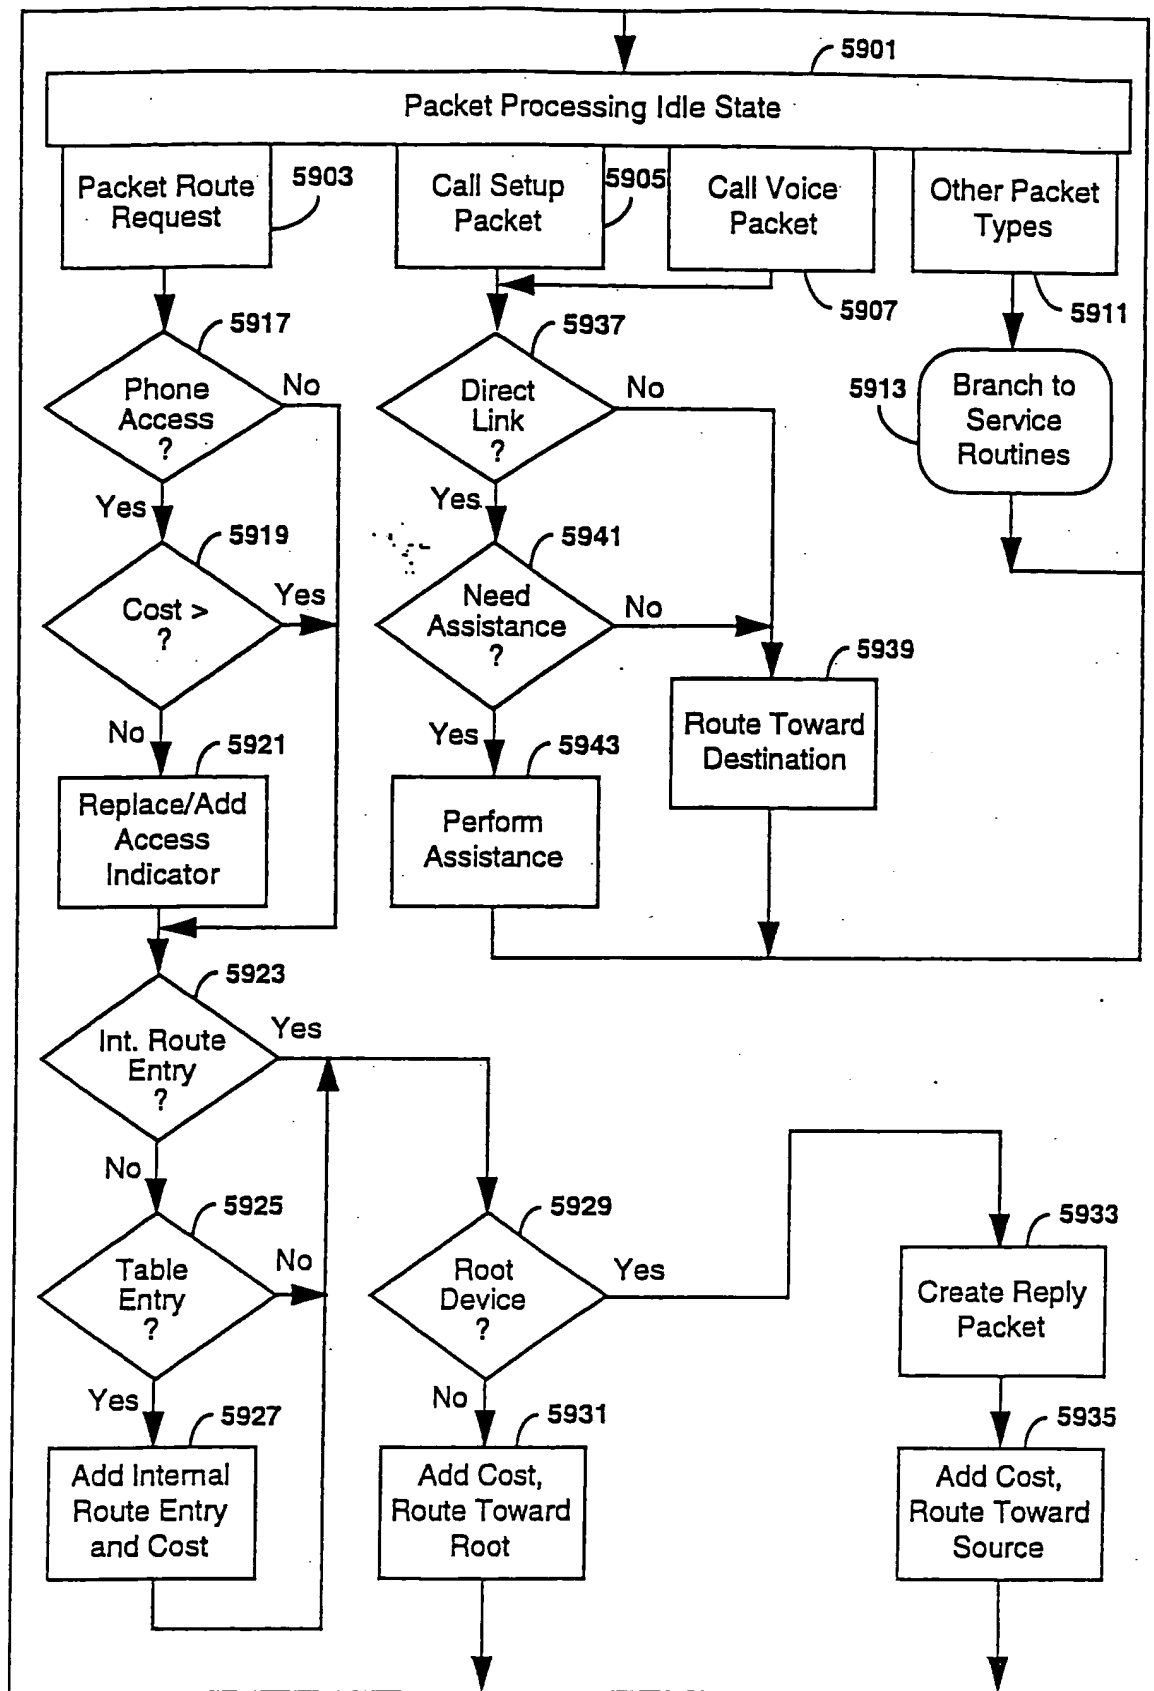 5901
Packet Processing Idle State
Packet Route
Request
5903
Call Setup
Packet
5905
Call Voice
Packet
5907
Other Packet
Types
5911
5917
Phone
Access
?
No
Yes
5937
Direct
Link
?
No
Yes
5913
Branch to
Service
Routines
5919
Cost >
?
Yes
No
5941
Need
Assistance
?
No
Yes
5939
Route Toward
Destination
5921
Replace/Add
Access
Indicator
5943
Perform
Assistance
5923
Int. Route
Entry
?
Yes
No
5925
Table
Entry
?
No
Yes
5929
Root
Device
?
Yes
No
5933
Create Reply
Packet
5927
Add Internal
Route Entry
and Cost
5931
Add Cost,
Route Toward
Root
5935
Add Cost,
Route Toward
Source